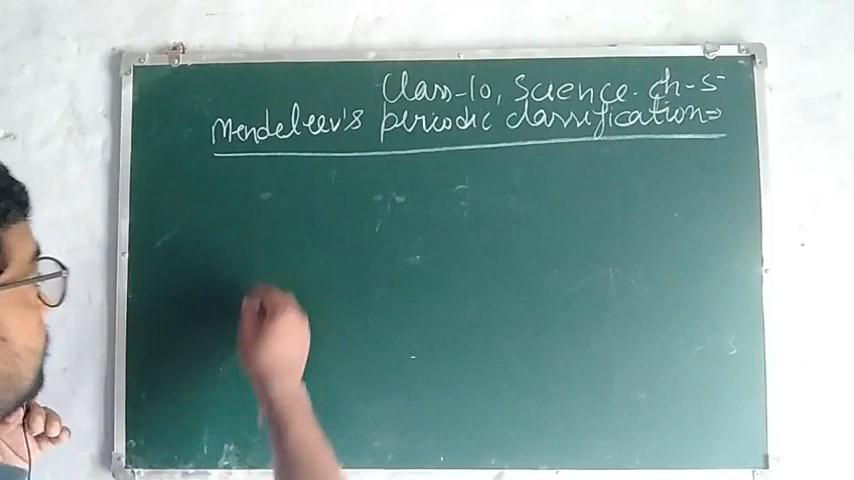 Class-10, Science. ch-5
Mendeleev's periodic classification=